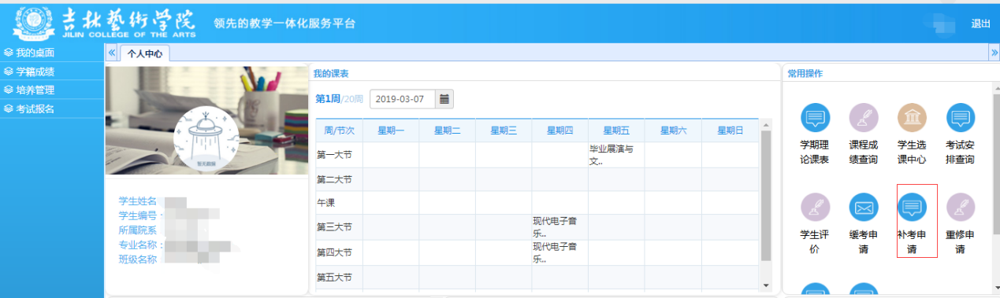 吉林藝術学院
JILIN COLLEGE OF THE ARTS
领先的教学一体化服务平台
退出
我的桌面
学籍成绩
培养管理
考试报名
个人中心
暂无数据
学生姓名
学生编号：
所属院系
专业名称：
班级名称
我的课表
第1周/20周 2019-03-07
周/节次 星期一 星期二 星期三 星期四 星期五 星期六 星期日
第一大节 毕业展演与
文..
第二大节
午课
第三大节 现代电子音
乐..
第四大节 现代电子音
乐..
第五大节
常用操作
学期理 课程成 学生选 考试安
论课表 绩查询 课中心 排查询
学生评 缓考申 补考申 重修申
价 请 请 请